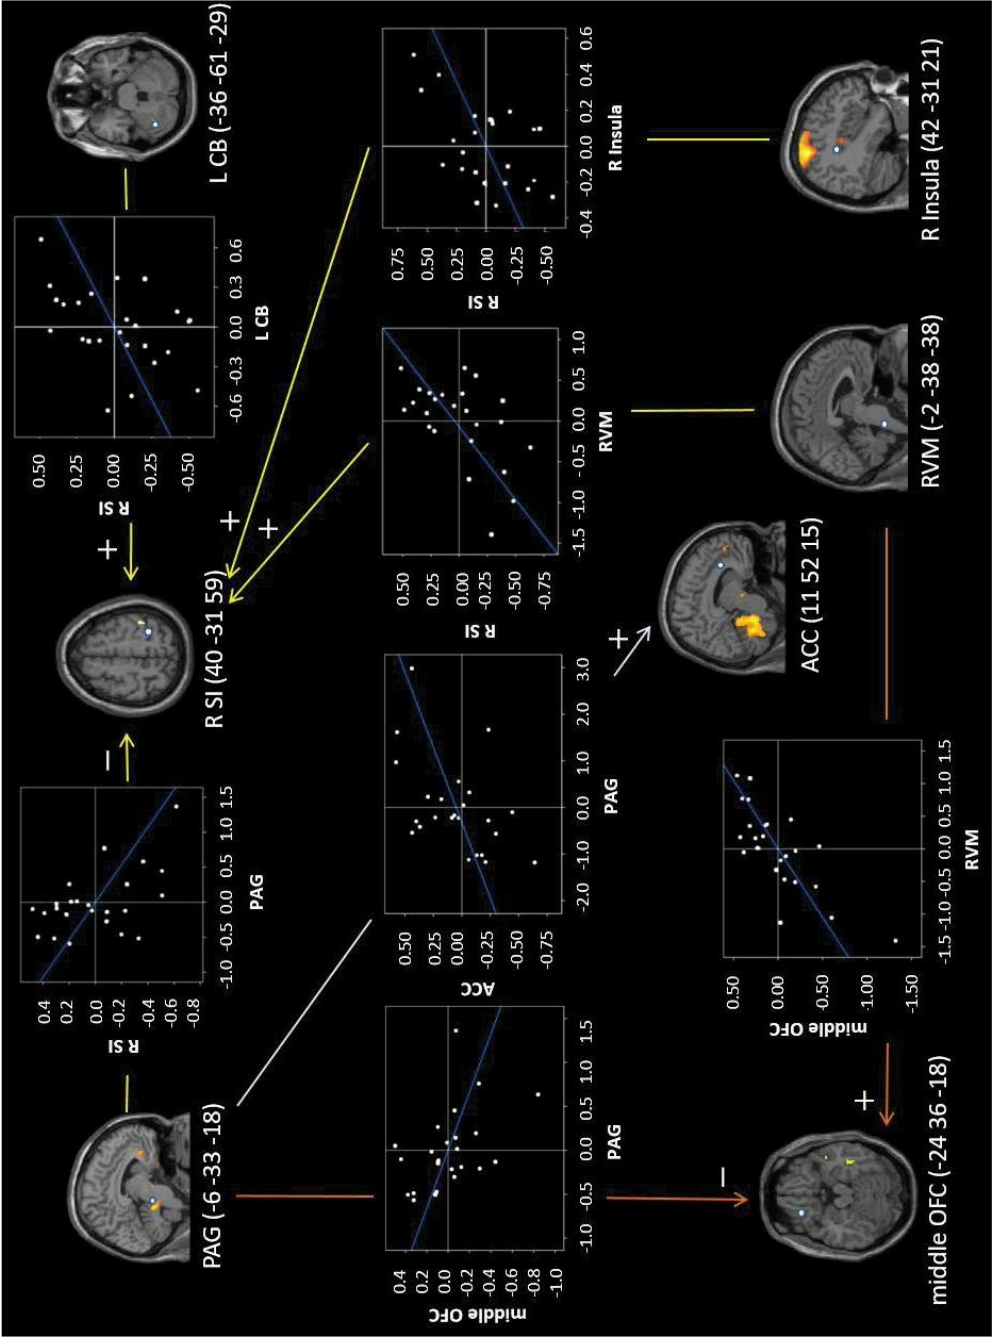 R SI
0.4
0.2
0.0
-0.2
-0.4
-0.6
-0.8
-1.0 -0.5 0.0 0.5 1.0 1.5
PAG
−
+
R SI
0.50
0.25
0.00
-0.25
-0.50
-0.6 -0.3 0.0 0.3 0.6
L CB
PAG (-6 -33 -18)
R SI (40 -31 59)
L CB (-36 -61 -29)
+
+
middle OFC
0.4
0.2
0.0
-0.2
-0.4
-0.6
-0.8
-1.0
-1.0 -0.5 0.0 0.5 1.0 1.5
PAG
ACC
0.50
0.25
0.00
-0.25
-0.50
-0.75
-2.0 -1.0 0.0 1.0 2.0 3.0
PAG
R SI
0.50
0.25
0.00
-0.25
-0.50
-0.75
-1.5 -1.0 -0.5 0.0 0.5 1.0
RVM
R SI
0.75
0.50
0.25
0.00
-0.25
-0.50
-0.4 -0.2 0.0 0.2 0.4 0.6
R Insula
+
−
ACC (11 52 15)
middle OFC
0.50
0.00
-0.50
-1.00
-1.50
-1.5 -1.0 -0.5 0.0 0.5 1.0 1.5
RVM
+
middle OFC (-24 36 -18)
RVM (-2 -38 -38)
R Insula (42 -31 21)